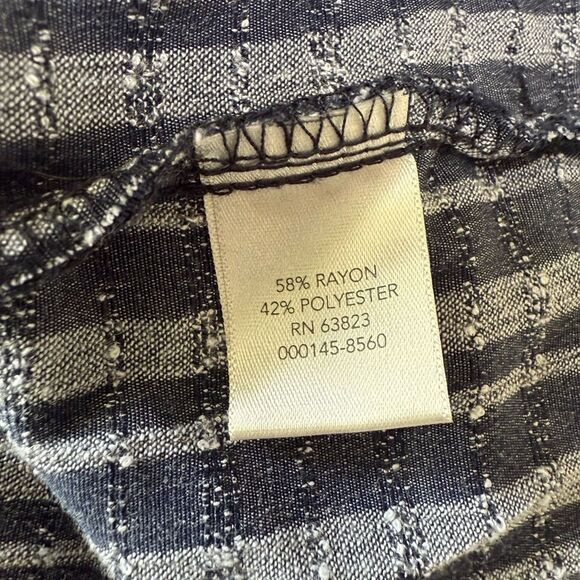 58% RAYON
42% POLYESTER
RN 63823
000145-8560